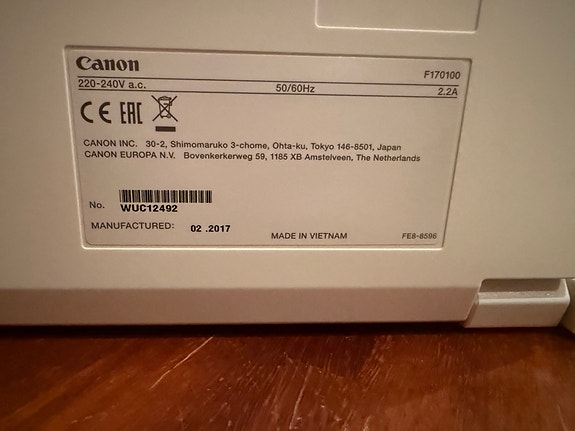 Canon
F170100
220-240V a.c.
50/60Hz
2.2A
CE EAC
CANON INC. 30-2, Shimomaruko 3-chome, Ohta-ku, Tokyo 146-8501, Japan
CANON EUROPA N.V. Bovenkerkerweg 59, 1185 XB Amstelveen, The Netherlands
No. WUC12492
MANUFACTURED: 02 .2017
MADE IN VIETNAM
FE8-8596